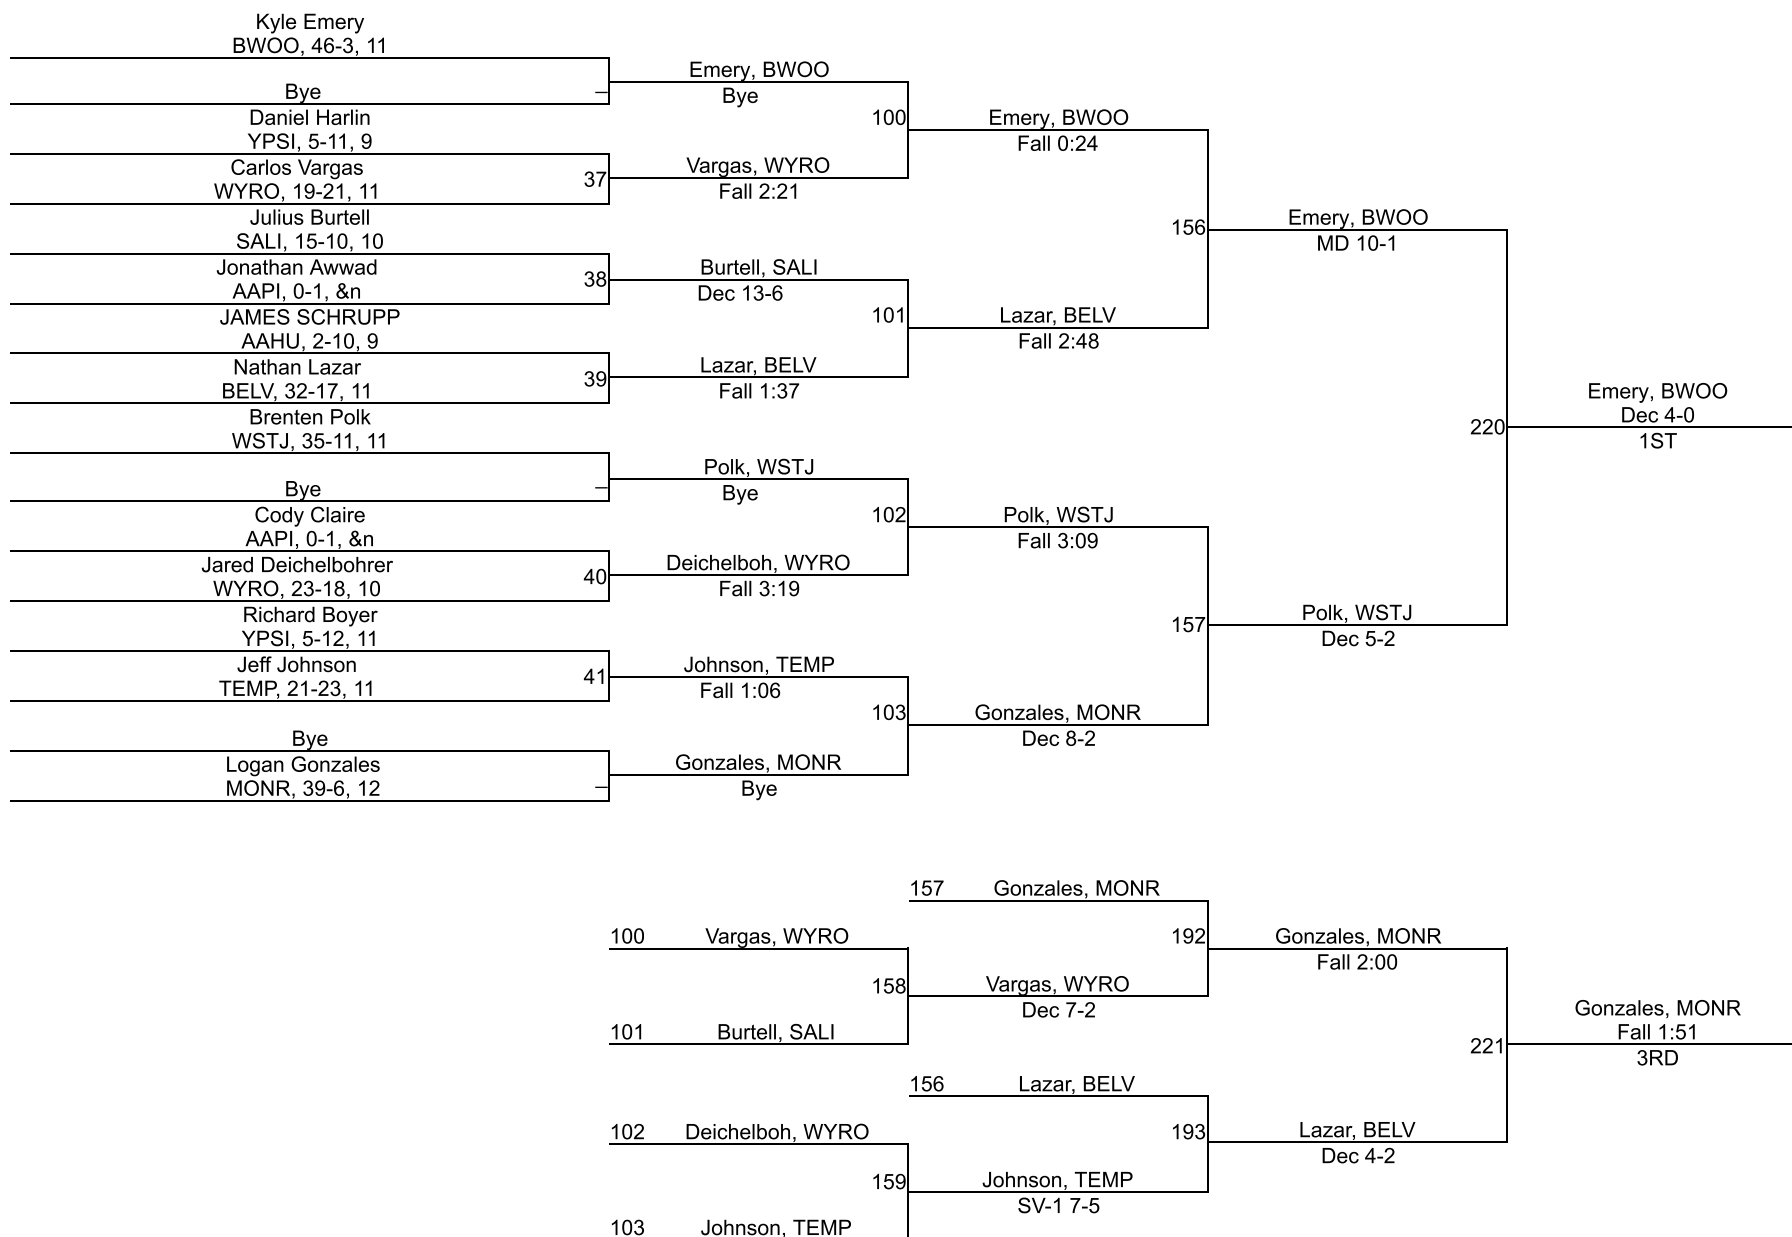 Kyle Emery
BWOO, 46-3, 11
Bye
–
Daniel Harlin
YPSI, 5-11, 9
Carlos Vargas
WYRO, 19-21, 11
37
Julius Burtell
SALI, 15-10, 10
Jonathan Awwad
AAPI, 0-1, &n
38
JAMES SCHRUPP
AAHU, 2-10, 9
Nathan Lazar
BELV, 32-17, 11
39
Brenten Polk
WSTJ, 35-11, 11
Bye
–
Cody Claire
AAPI, 0-1, &n
Jared Deichelbohrer
WYRO, 23-18, 10
40
Richard Boyer
YPSI, 5-12, 11
Jeff Johnson
TEMP, 21-23, 11
41
Bye
Logan Gonzales
MONR, 39-6, 12
–
Emery, BWOO
Bye
100
Vargas, WYRO
Fall 2:21
Burtell, SALI
Dec 13-6
101
Lazar, BELV
Fall 1:37
Polk, WSTJ
Bye
102
Deichelboh, WYRO
Fall 3:19
Johnson, TEMP
Fall 1:06
103
Gonzales, MONR
Bye
Emery, BWOO
Fall 0:24
156
Lazar, BELV
Fall 2:48
Polk, WSTJ
Fall 3:09
157
Gonzales, MONR
Dec 8-2
Emery, BWOO
MD 10-1
220
Polk, WSTJ
Dec 5-2
Emery, BWOO
Dec 4-0
1ST
157 Gonzales, MONR
100 Vargas, WYRO
192
158
Vargas, WYRO
Dec 7-2
101 Burtell, SALI
156 Lazar, BELV
102 Deichelboh, WYRO
193
159
Johnson, TEMP
SV-1 7-5
103 Johnson, TEMP
Gonzales, MONR
Fall 2:00
221
Lazar, BELV
Dec 4-2
Gonzales, MONR
Fall 1:51
3RD